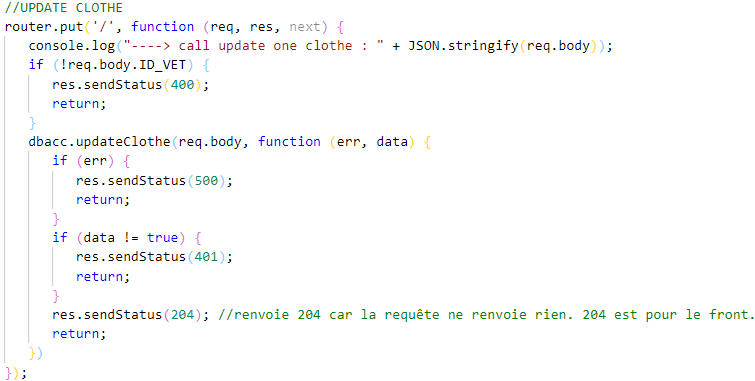 //UPDATE CLOTHE
router.put('/', function (req, res, next) {
console.log("----> call update one clothe : " + JSON.stringify(req.body));
if (!req.body.ID_VET) {
res.sendStatus(400);
return;
}
dbacc.updateClothe(req.body, function (err, data) {
if (err) {
res.sendStatus(500);
return;
}
if (data != true) {
res.sendStatus(401);
return;
}
res.sendStatus(204); //renvoie 204 car la requête ne renvoie rien. 204 est pour le front.
return;
})
});